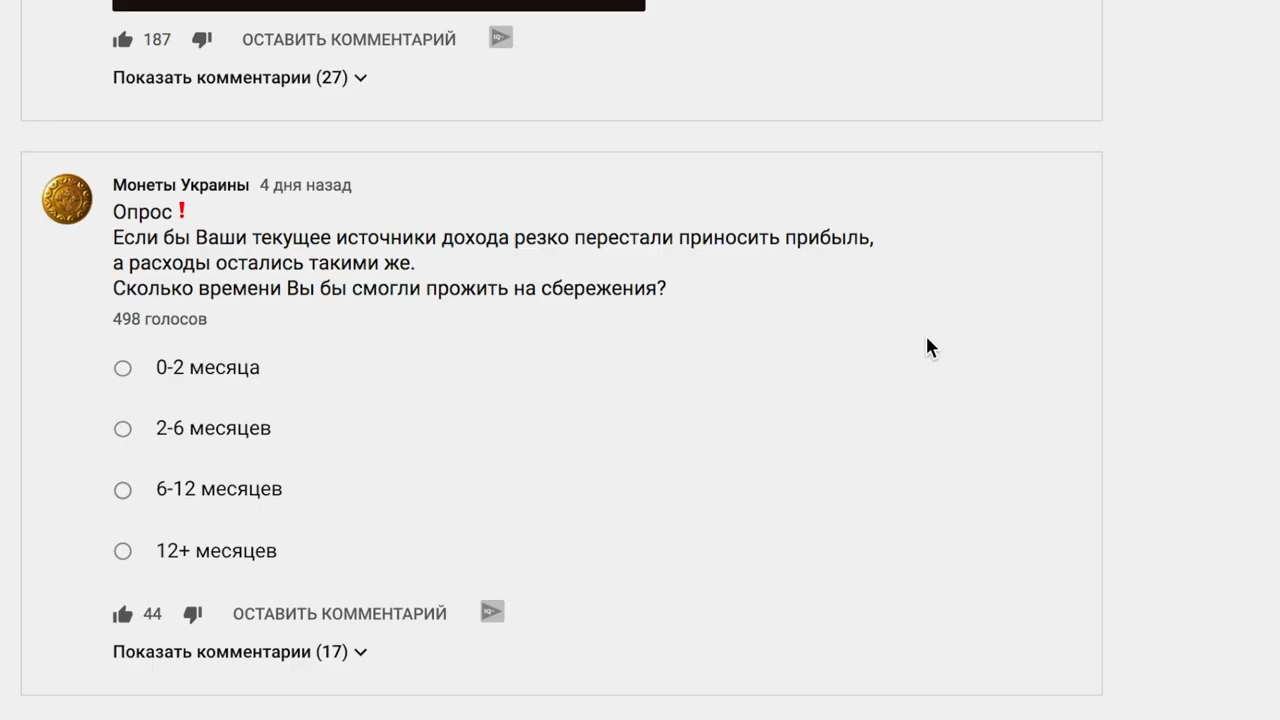 187 ОСТАВИТЬ КОММЕНТАРИЙ IQ
Показать комментарии (27)
Монеты Украины 4 дня назад
Опрос❗
Если бы Ваши текущее источники дохода резко перестали приносить прибыль,
а расходы остались такими же.
Сколько времени Вы бы смогли прожить на сбережения?
498 голосов
0-2 месяца
2-6 месяцев
6-12 месяцев
12+ месяцев
44 ОСТАВИТЬ КОММЕНТАРИЙ IQ
Показать комментарии (17)